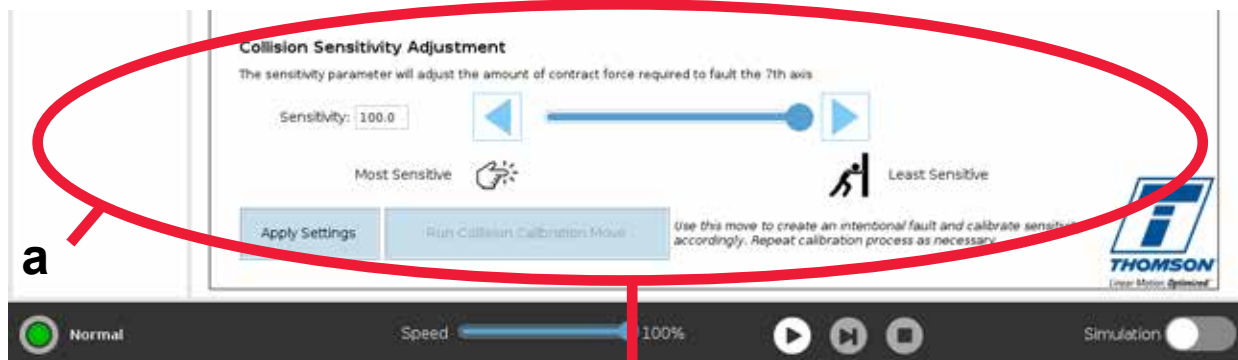 Collision Sensitivity Adjustment
The sensitivity parameter will adjust the amount of contract force required to fault the 7th axis
Sensitivity: 100.0
Most Sensitive
Least Sensitive
Apply Settings
Run Collision Calibration Move
Use this move to create an intentional fault and calibrate
accordingly. Repeat calibration process as necessary.
a
THOMSON
Linear Motion. Optimized
Normal
Speed 100%
Simulation